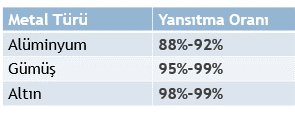 Metal Türü Yansıtma Oranı
Alüminyum 88%-92%
Gümüş 95%-99%
Altın 98%-99%